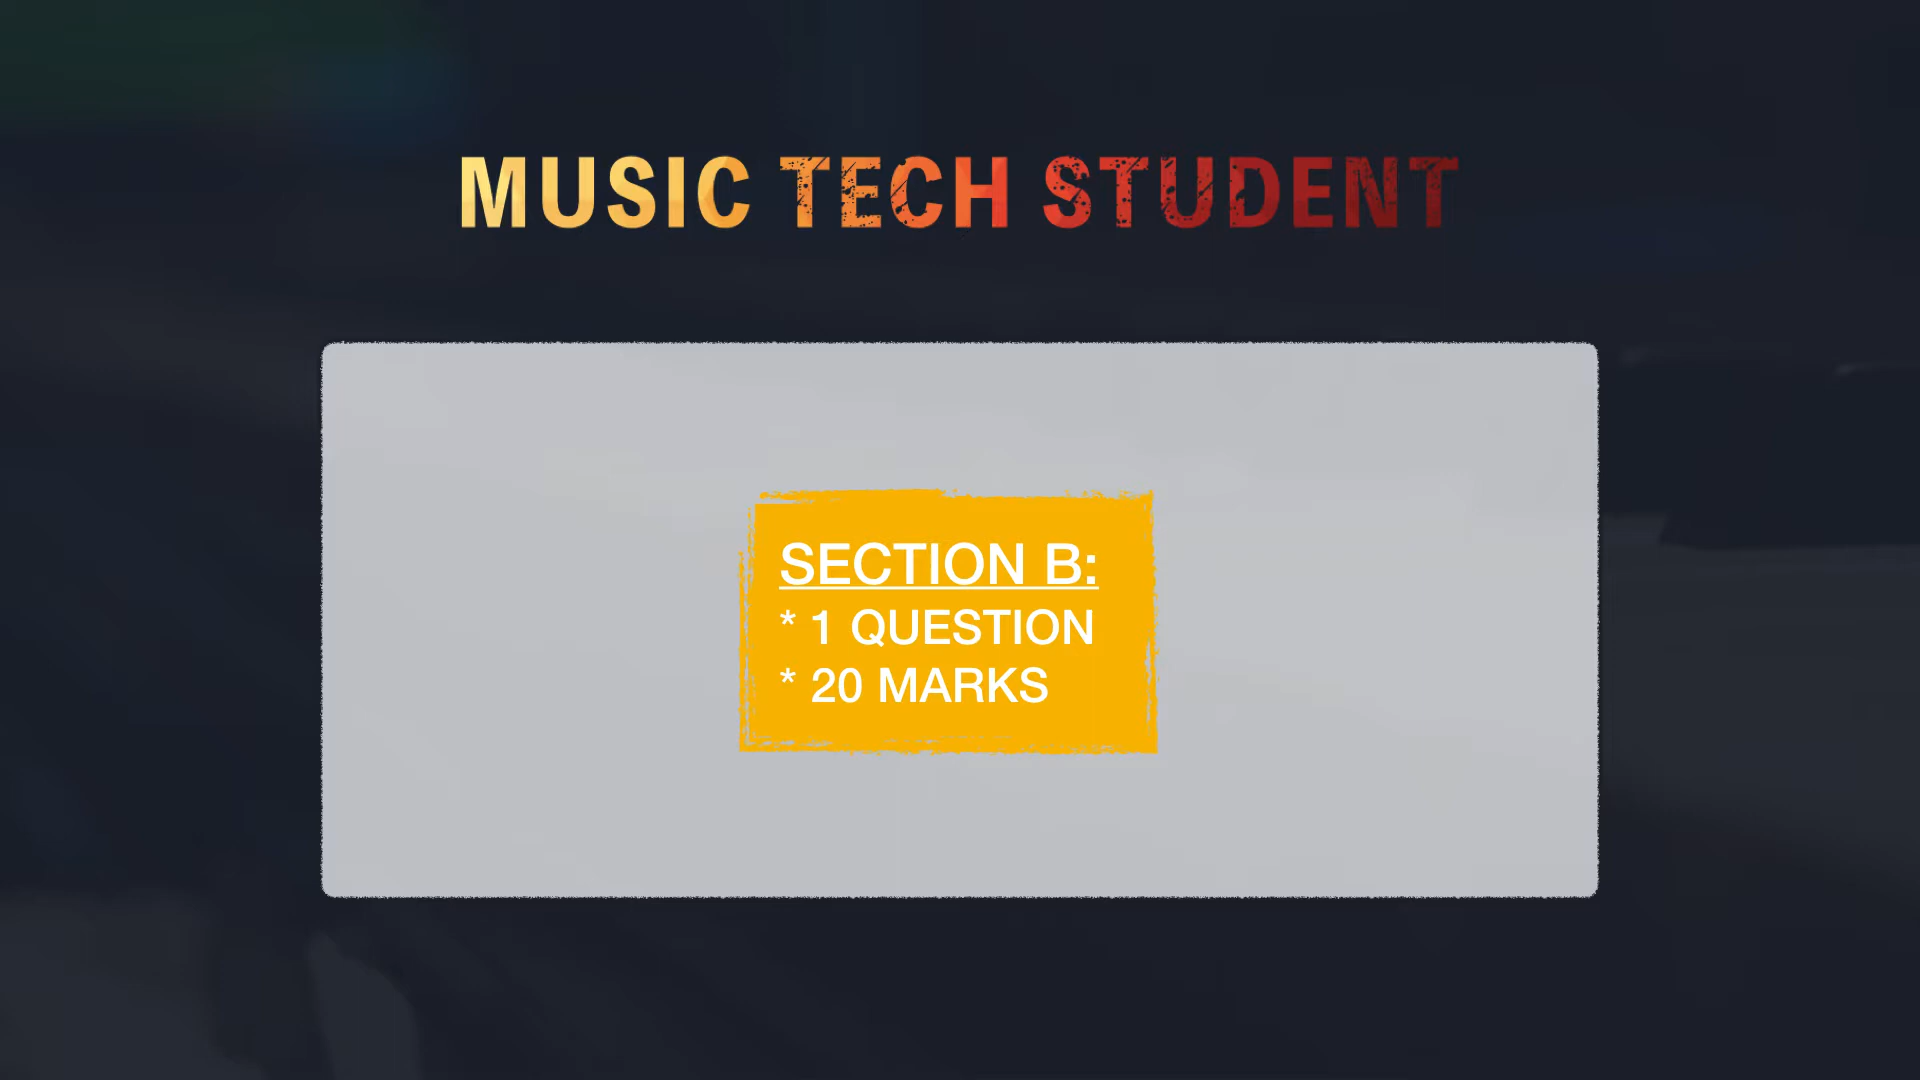 MUSIC TECH STUDENT
SECTION B:
* 1 QUESTION
* 20 MARKS